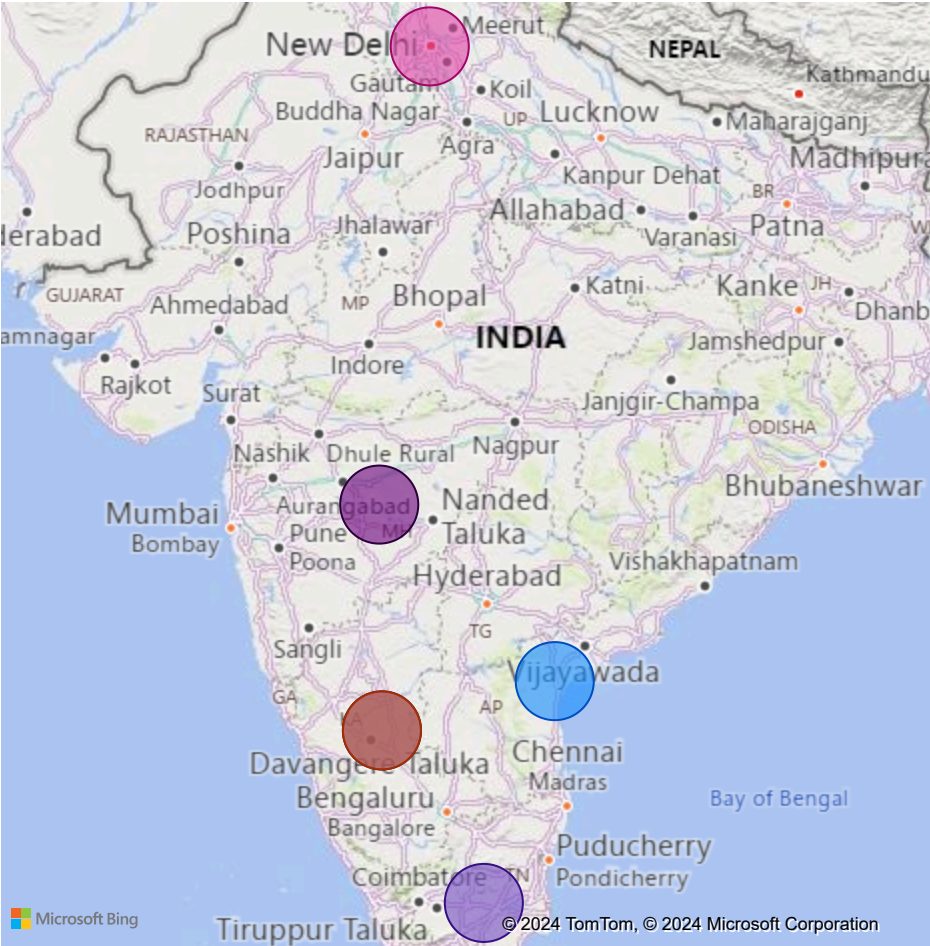 Meerut
New Delhi
NEPAL
Kathmandu
Gautam
Buddha Nagar
Koil
UP
Lucknow
Maharajganj
RAJASTHAN
Jaipur
Agra
Madhipura
Jodhpur
Kanpur Dehat
BR
Allahabad
Patna
W
derabad
Poshina
Jhalawar
Varanasi
GUJARAT
Ahmedabad
MP
Bhopal
Katni
Kanke
JH
Dhanb
amnagar
INDIA
Jamshedpur
Rajkot
Indore
Surat
Janjgir-Champa
ODISHA
Nashik
Dhule Rural
Nagpur
Bhubaneshwar
Mumbai
Bombay
Aurangabad
MH
Nanded
Taluka
Pune
Poona
Hyderabad
Vishakhapatnam
TG
Sangli
Vijayawada
GA
KA
AP
Davangere Taluka
Chennai
Madras
Bengaluru
Bangalore
Bay of Bengal
Puducherry
Pondicherry
Coimbatore
TN
Tiruppur Taluka
Microsoft Bing
© 2024 TomTom, © 2024 Microsoft Corporation